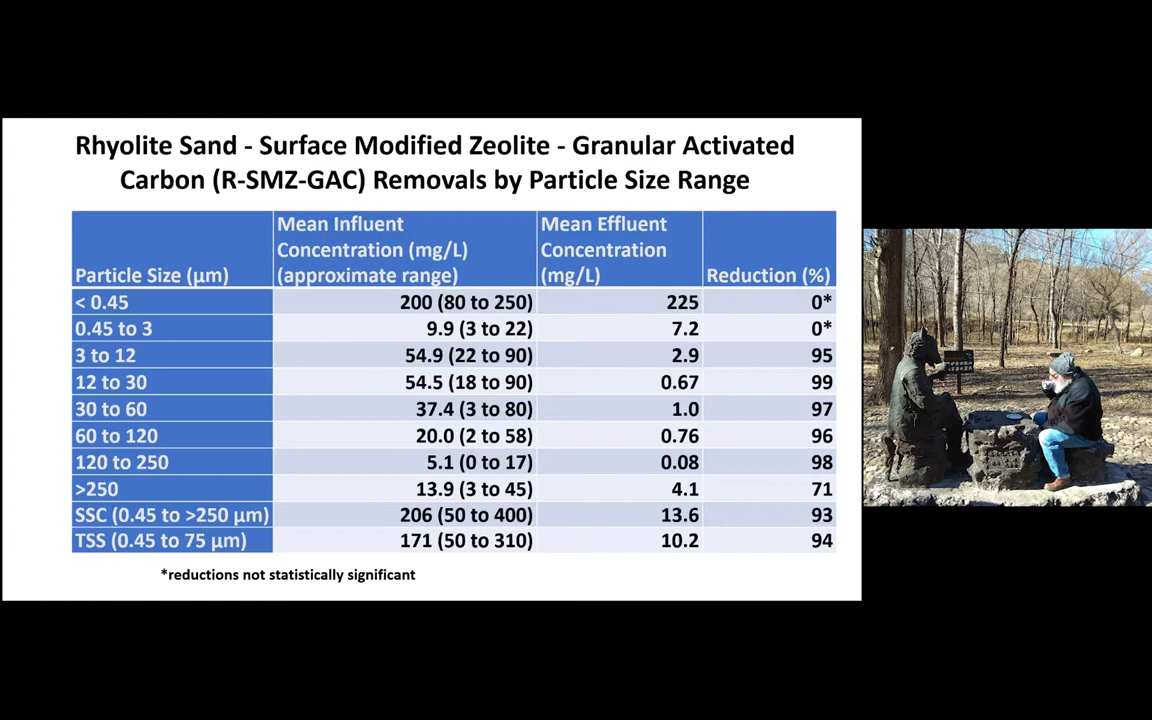 Rhyolite Sand - Surface Modified Zeolite - Granular Activated
Carbon (R-SMZ-GAC) Removals by Particle Size Range
Particle Size (µm) Mean Influent Concentration (mg/L) (approximate range) Mean Effluent Concentration (mg/L) Reduction (%)
< 0.45 200 (80 to 250) 225 0*
0.45 to 3 9.9 (3 to 22) 7.2 0*
3 to 12 54.9 (22 to 90) 2.9 95
12 to 30 54.5 (18 to 90) 0.67 99
30 to 60 37.4 (3 to 80) 1.0 97
60 to 120 20.0 (2 to 58) 0.76 96
120 to 250 5.1 (0 to 17) 0.08 98
>250 13.9 (3 to 45) 4.1 71
SSC (0.45 to >250 µm) 206 (50 to 400) 13.6 93
TSS (0.45 to 75 µm) 171 (50 to 310) 10.2 94
*reductions not statistically significant